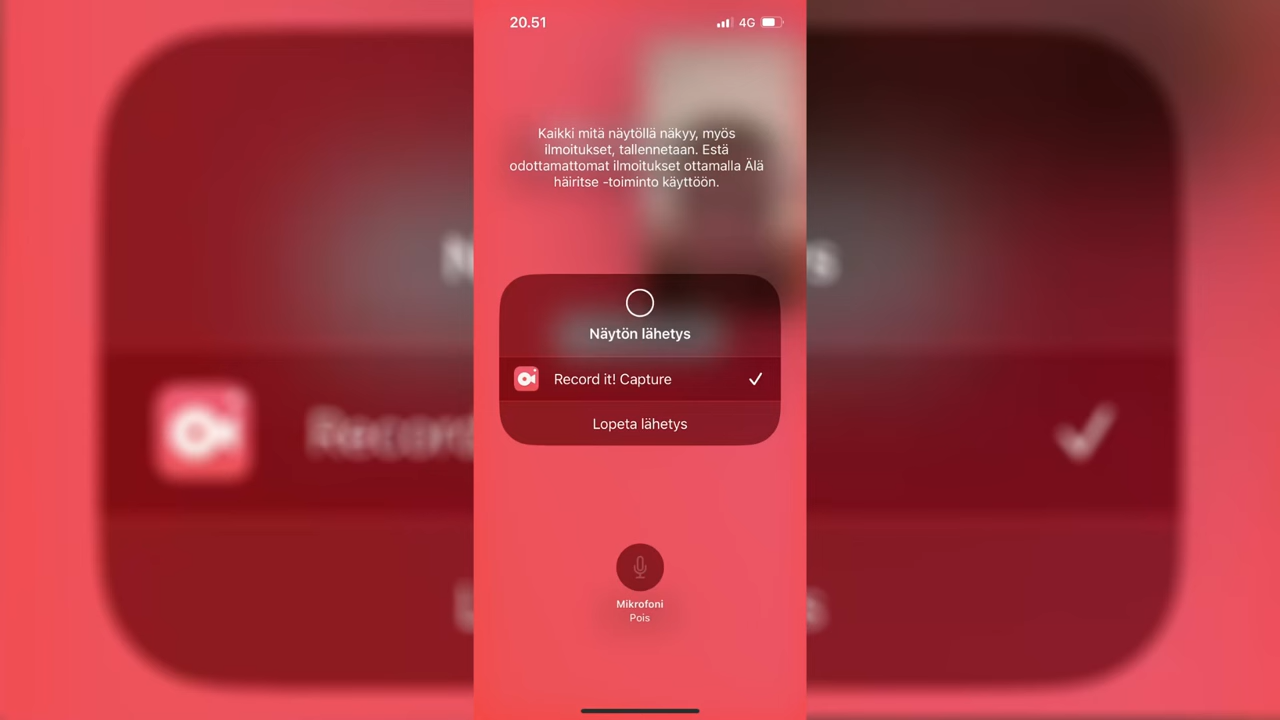 20.51
4G
Kaikki mitä näytöllä näkyy, myös
ilmoitukset, tallennetaan. Estä
odottamattomat ilmoitukset ottamalla Älä
häiritse -toiminto käyttöön.
Näytön lähetys
Record it! Capture
Lopeta lähetys
Mikrofoni
Pois